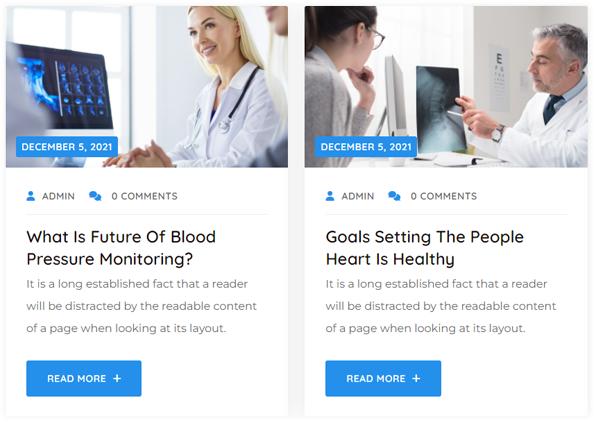 DECEMBER 5, 2021
ADMIN 0 COMMENTS
What Is Future Of Blood
Pressure Monitoring?
It is a long established fact that a reader
will be distracted by the readable content
of a page when looking at its layout.
READ MORE +
E
DECEMBER 5, 2021
ADMIN 0 COMMENTS
Goals Setting The People
Heart Is Healthy
It is a long established fact that a reader
will be distracted by the readable content
of a page when looking at its layout.
READ MORE +